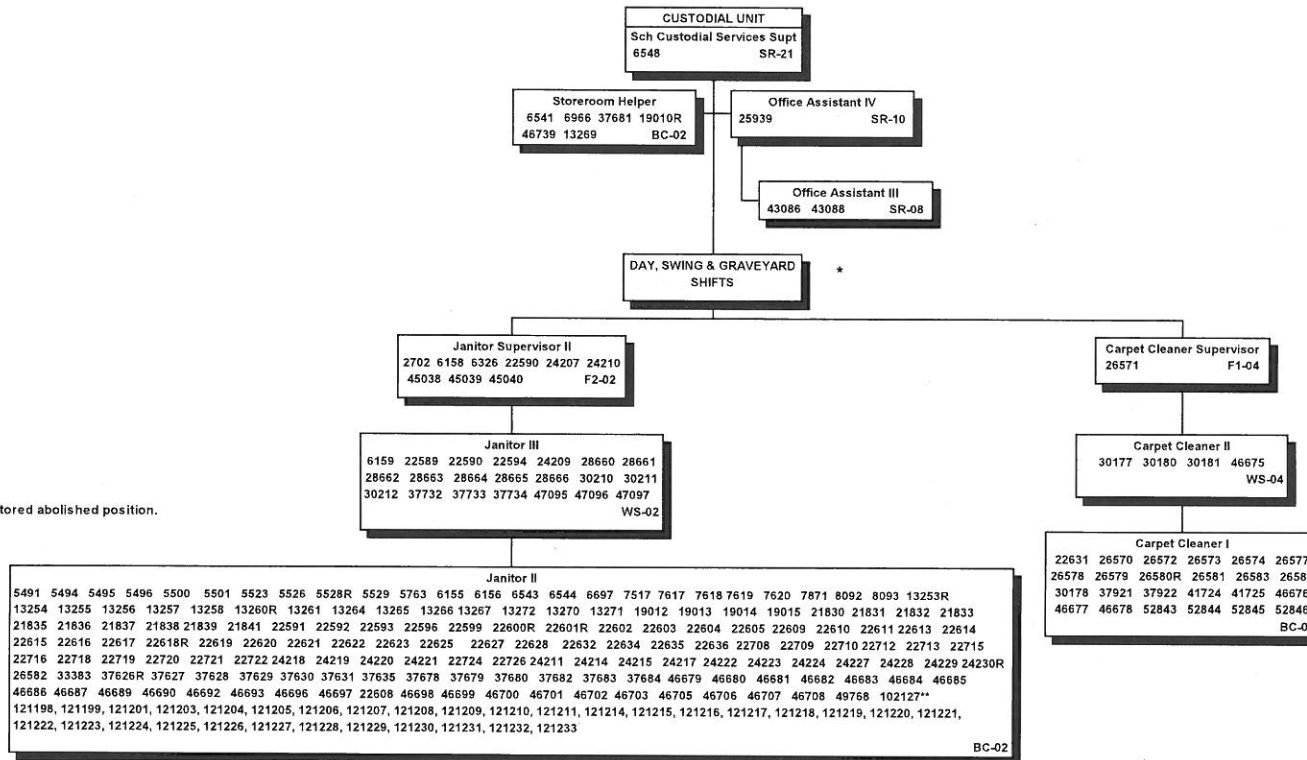 CUSTODIAL UNIT
Sch Custodial Services Supt
6548 SR-21
Storeroom Helper
6541 6966 37681 19010R
46739 13269 BC-02
Office Assistant IV
25939 SR-10
Office Assistant III
43086 43088 SR-08
DAY, SWING & GRAVEYARD
SHIFTS
*
Janitor Supervisor II
2702 6158 6326 22590 24207 24210
45038 45039 45040 F2-02
Carpet Cleaner Supervisor
26571 F1-04
Janitor III
6159 22589 22590 22594 24209 28660 28661
28662 28663 28664 28665 28666 30210 30211
30212 37732 37733 37734 47095 47096 47097
WS-02
Carpet Cleaner II
30177 30180 30181 46675
WS-04
tored abolished position.
Janitor II
5491 5494 5495 5496 5500 5501 5523 5526 5528R 5529 5763 6155 6156 6543 6544 6697 7517 7617 7618 7619 7620 7871 8092 8093 13253R
13254 13255 13256 13257 13258 13260R 13261 13264 13265 13266 13267 13272 13270 13271 19012 19013 19014 19015 21830 21831 21832 21833
21835 21836 21837 21838 21839 21841 22591 22592 22593 22596 22599 22600R 22601R 22602 22603 22604 22605 22609 22610 22611 22613 22614
22615 22616 22617 22618R 22619 22620 22621 22622 22623 22625 22627 22628 22632 22634 22635 22636 22708 22709 22710 22712 22713 22715
22716 22718 22719 22720 22721 22722 24218 24219 24220 24221 22724 22726 24211 24214 24215 24217 24222 24223 24224 24227 24228 24229 24230R
26582 33383 37626R 37627 37628 37629 37630 37631 37635 37678 37679 37680 37682 37683 37684 46679 46680 46681 46682 46683 46684 46685
46686 46687 46689 46690 46692 46693 46696 46697 22608 46698 46699 46700 46701 46702 46703 46705 46706 46707 46708 49768 102127**
121198, 121199, 121201, 121203, 121204, 121205, 121206, 121207, 121208, 121209, 121210, 121211, 121214, 121215, 121216, 121217, 121218, 121219, 121220, 121221,
121222, 121223, 121224, 121225, 121226, 121227, 121228, 121229, 121230, 121231, 121232, 121233
BC-02
Carpet Cleaner I
22631 26570 26572 26573 26574 26577
26578 26579 26580R 26581 26583 2658
30178 37921 37922 41724 41725 46676
46677 46678 52843 52844 52845 52846
BC-0